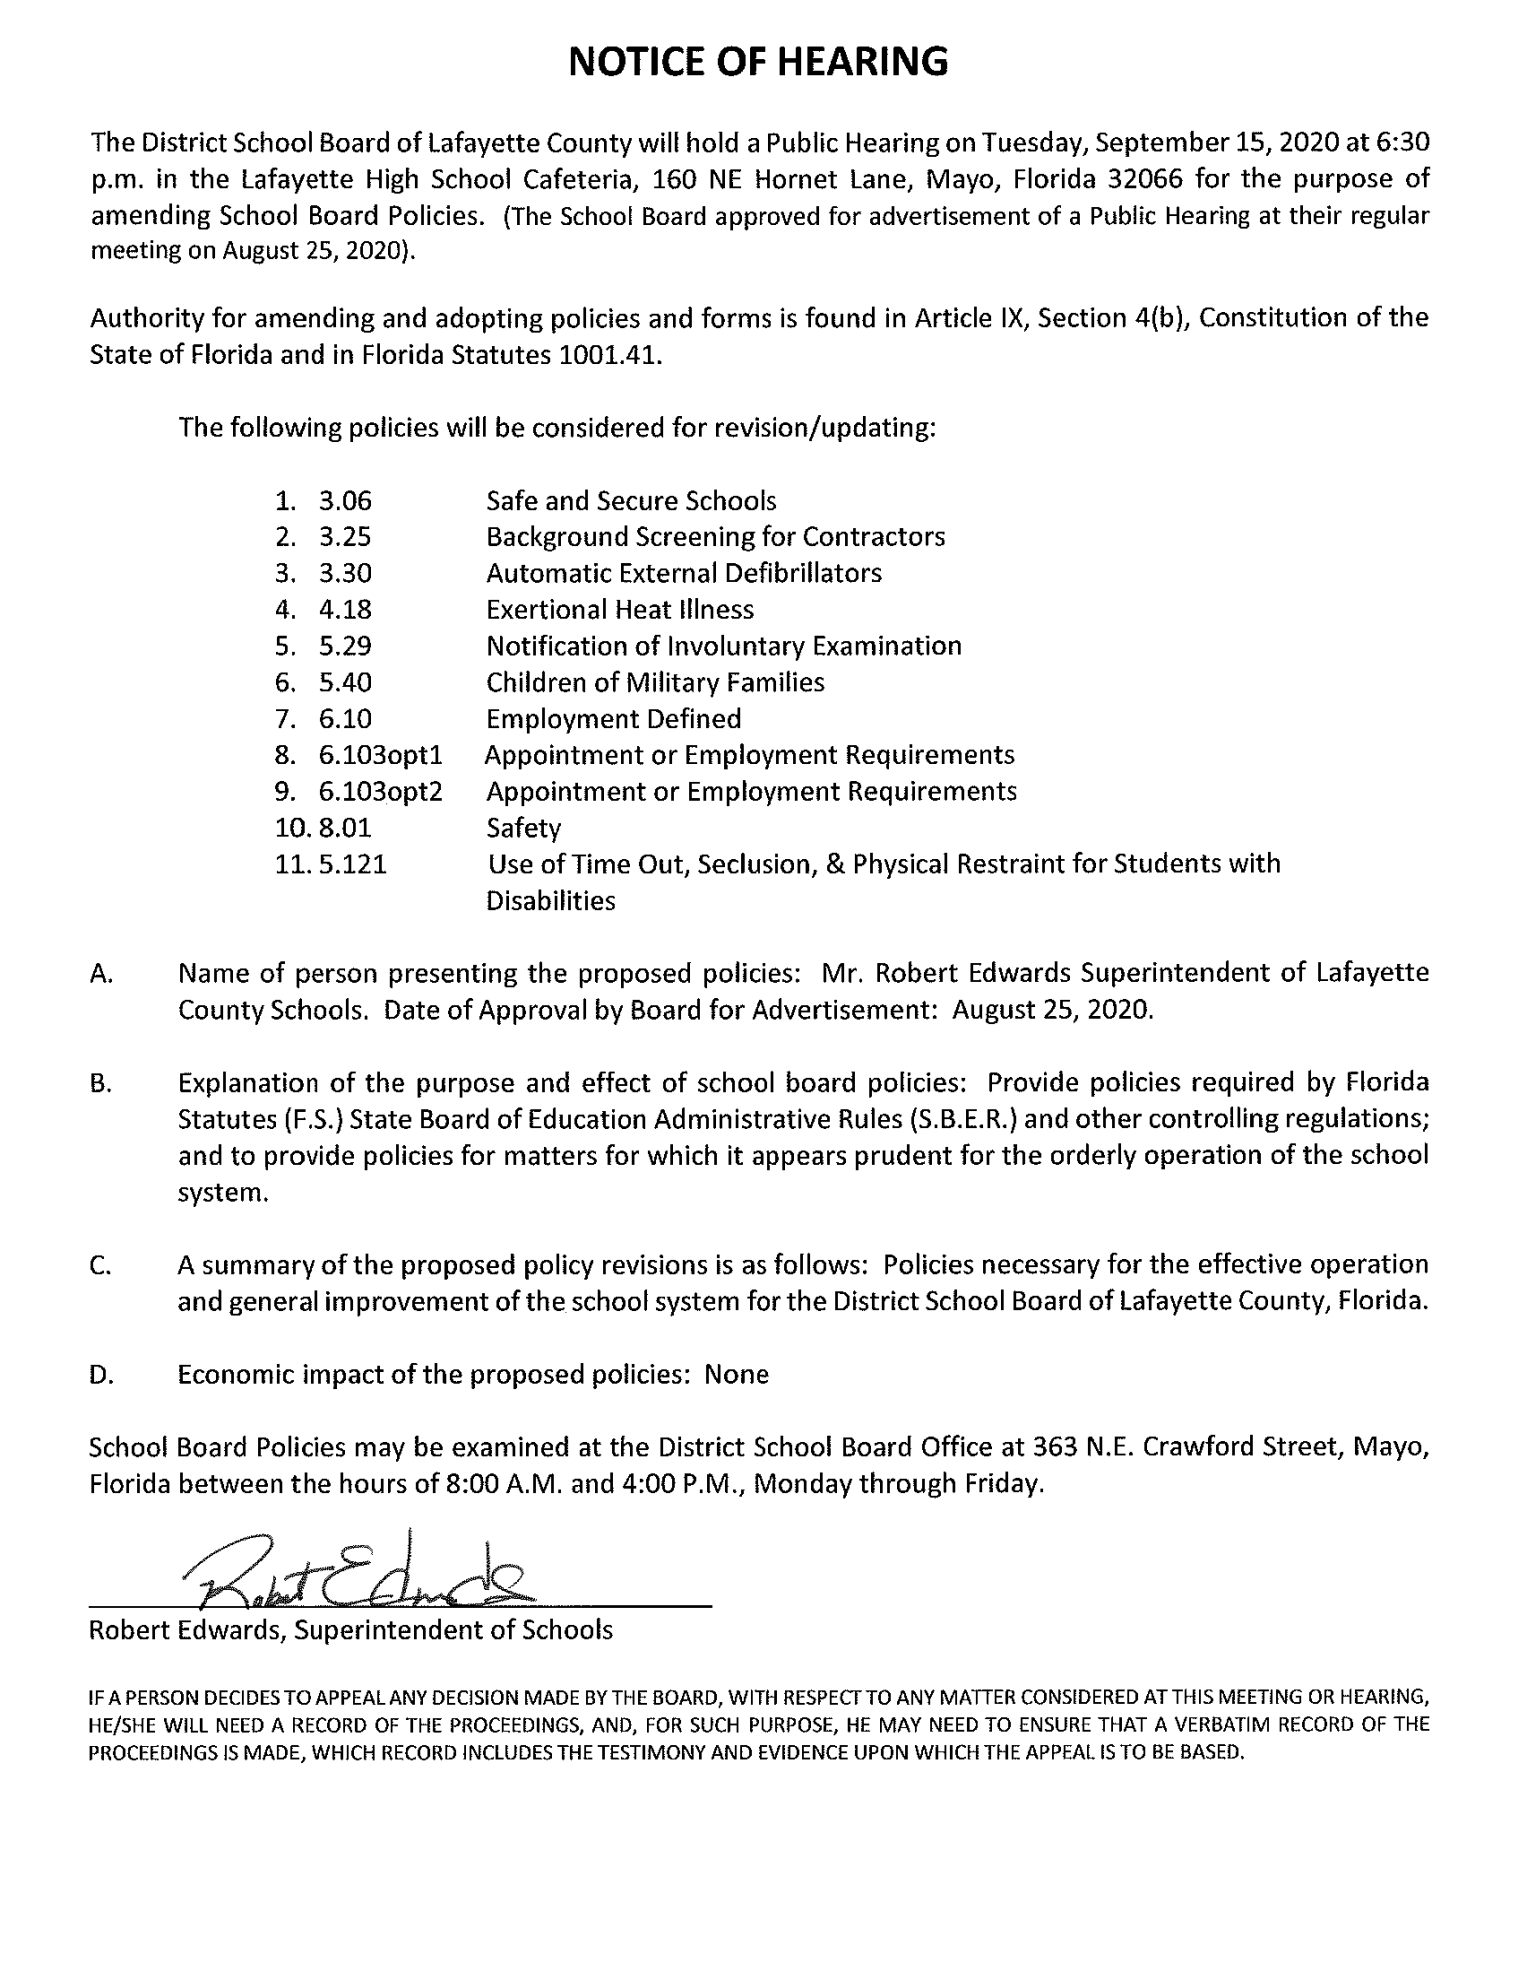 NOTICE OF HEARING
The District School Board of Lafayette County will hold a Public Hearing on Tuesday, September 15, 2020 at 6:30
p.m. in the Lafayette High School Cafeteria, 160 NE Hornet Lane, Mayo, Florida 32066 for the purpose of
amending School Board Policies. (The School Board approved for advertisement of a Public Hearing at their regular
meeting on August 25, 2020).
Authority for amending and adopting policies and forms is found in Article IX, Section 4(b), Constitution of the
State of Florida and in Florida Statutes 1001.41.
The following policies will be considered for revision/updating:
1. 3.06 Safe and Secure Schools
2. 3.25 Background Screening for Contractors
3. 3.30 Automatic External Defibrillators
4. 4.18 Exertional Heat Illness
5. 5.29 Notification of Involuntary Examination
6. 5.40 Children of Military Families
7. 6.10 Employment Defined
8. 6.103opt1 Appointment or Employment Requirements
9. 6.103opt2 Appointment or Employment Requirements
10. 8.01 Safety
11. 5.121 Use of Time Out, Seclusion, & Physical Restraint for Students with
Disabilities
A. Name of person presenting the proposed policies: Mr. Robert Edwards Superintendent of Lafayette
County Schools. Date of Approval by Board for Advertisement: August 25, 2020.
B. Explanation of the purpose and effect of school board policies: Provide policies required by Florida
Statutes (F.S.) State Board of Education Administrative Rules (S.B.E.R.) and other controlling regulations;
and to provide policies for matters for which it appears prudent for the orderly operation of the school
system.
C. A summary of the proposed policy revisions is as follows: Policies necessary for the effective operation
and general improvement of the school system for the District School Board of Lafayette County, Florida.
D. Economic impact of the proposed policies: None
School Board Policies may be examined at the District School Board Office at 363 N.E. Crawford Street, Mayo,
Florida between the hours of 8:00 A.M. and 4:00 P.M., Monday through Friday.
Robert Edwards
Robert Edwards, Superintendent of Schools
IF A PERSON DECIDES TO APPEAL ANY DECISION MADE BY THE BOARD, WITH RESPECT TO ANY MATTER CONSIDERED AT THIS MEETING OR HEARING,
HE/SHE WILL NEED A RECORD OF THE PROCEEDINGS, AND, FOR SUCH PURPOSE, HE MAY NEED TO ENSURE THAT A VERBATIM RECORD OF THE
PROCEEDINGS IS MADE, WHICH RECORD INCLUDES THE TESTIMONY AND EVIDENCE UPON WHICH THE APPEAL IS TO BE BASED.